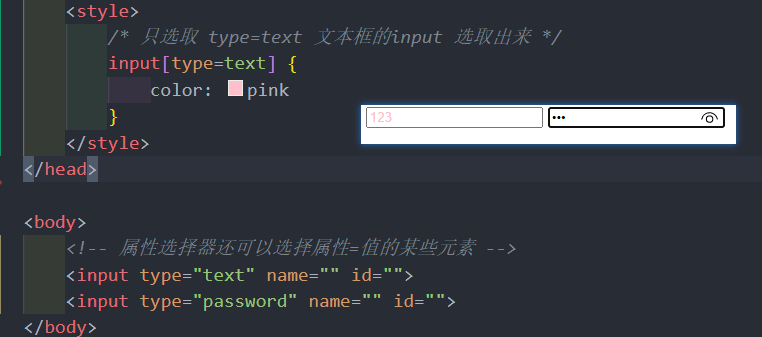 <style>
/* 只选取 type=text 文本框的input 选取出来 */
input[type=text] {
color: pink
}
</style>
</head>
123
•••
<body>
<!-- 属性选择器还可以选择属性=值的某些元素 -->
<input type="text" name="" id="">
<input type="password" name="" id="">
</body>